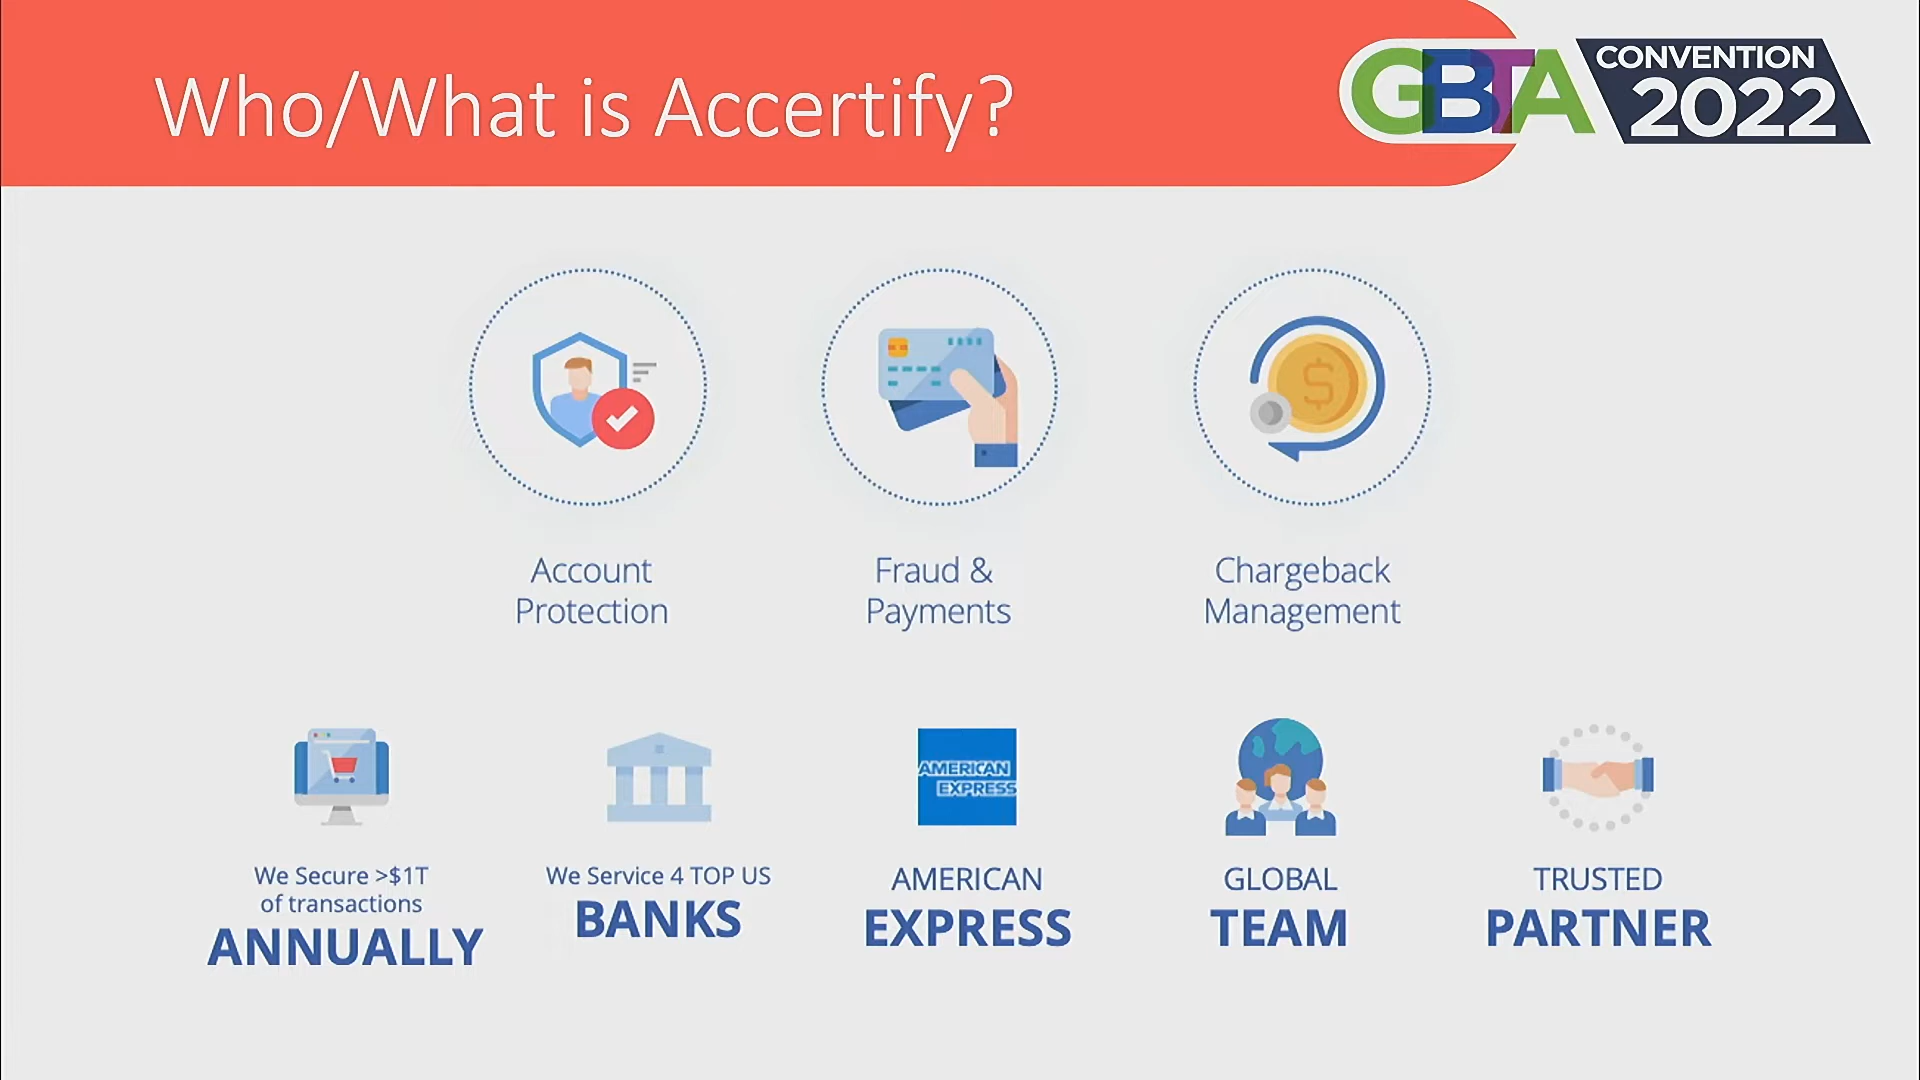 Who/What is Accertify?
GBTA
CONVENTION
2022
Account
Protection
Fraud &
Payments
Chargeback
Management
We Secure >$1T
of transactions
ANNUALLY
We Service 4 TOP US
BANKS
AMERICAN
EXPRESS
AMERICAN
EXPRESS
GLOBAL
TEAM
TRUSTED
PARTNER